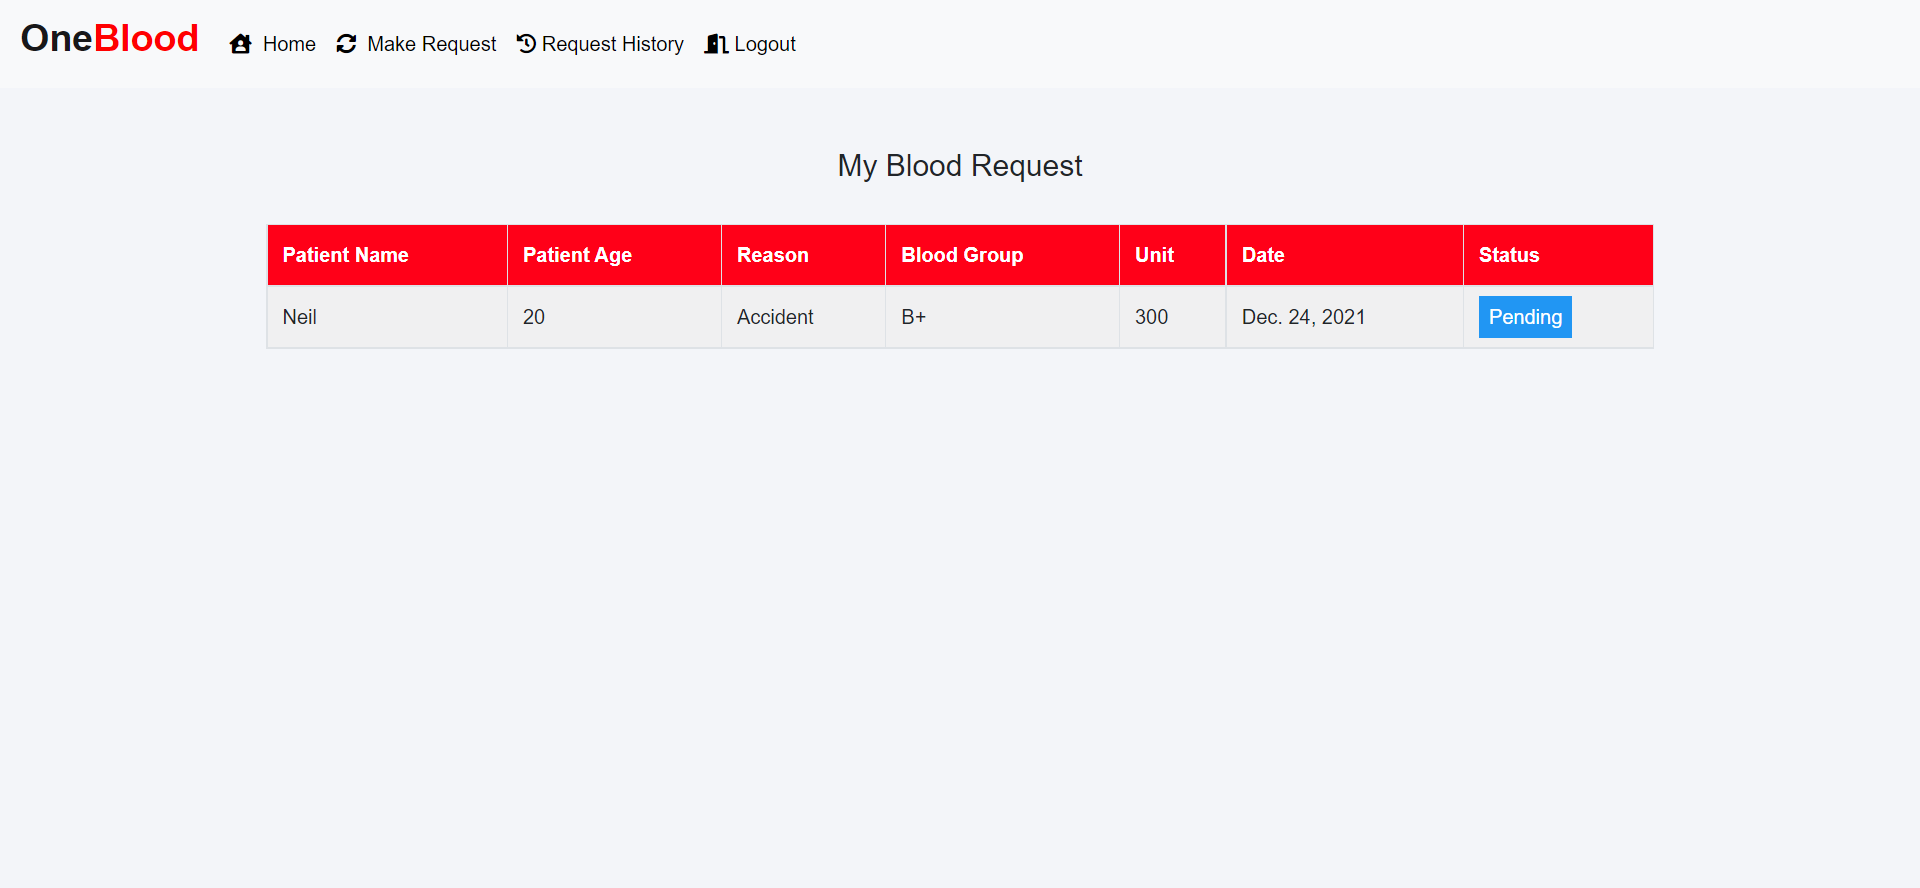 OneBlood Home Make Request Request History Logout
My Blood Request
Patient Name Patient Age Reason Blood Group Unit Date Status
Neil 20 Accident B+ 300 Dec. 24, 2021 Pending